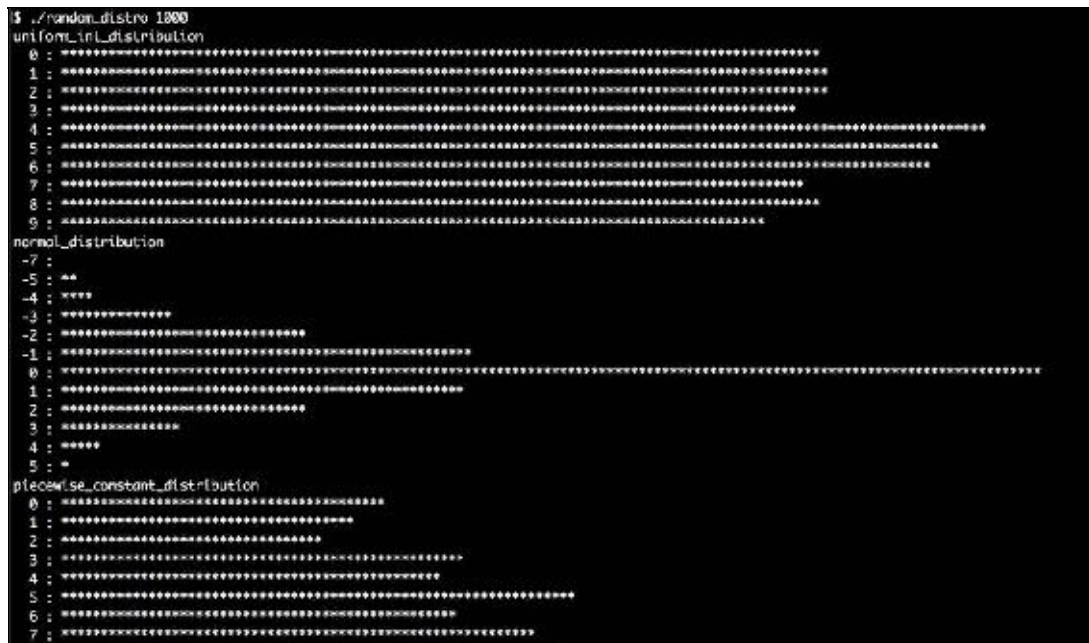 $ ./random_distro 1000
uniform_int_distribution
0 : ************************************************************************************************
1 : *************************************************************************************************
2 : *************************************************************************************************
3 : *********************************************************************************************
4 : *********************************************************************************************************************
5 : ***************************************************************************************************************
6 : **************************************************************************************************************
7 : **********************************************************************************************
8 : ************************************************************************************************
9 : *****************************************************************************************
normal_distribution
-7 :
-5 : **
-4 : ****
-3 : **************
-2 : *******************************
-1 : ****************************************************
0 : ****************************************************************************************************************************
1 : ***************************************************
2 : *******************************
3 : ***************
4 : *****
5 : *
piecewise_constant_distribution
0 : *****************************************
1 : *************************************
2 : *********************************
3 : ***************************************************
4 : ************************************************
5 : *****************************************************************
6 : **************************************************
7 : ************************************************************